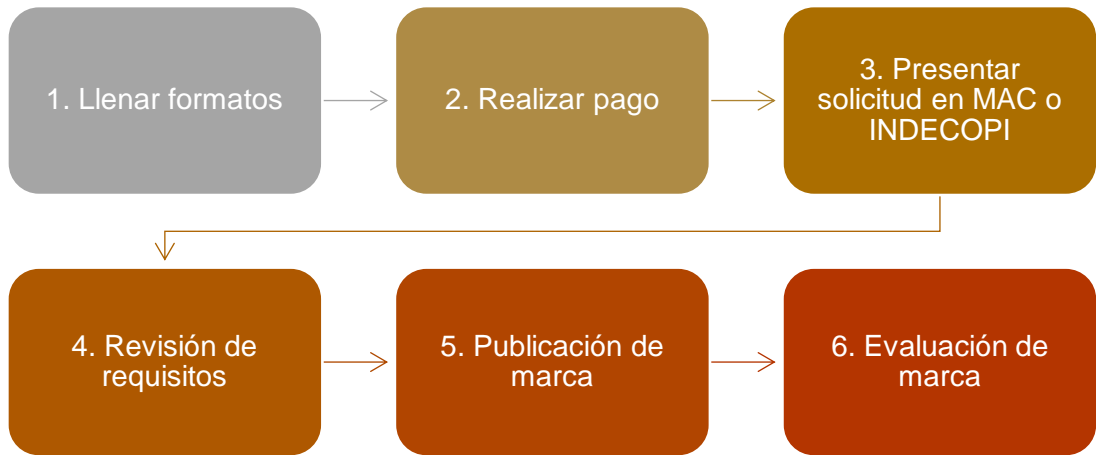 1. Llenar formatos
2. Realizar pago
3. Presentar
solicitud en MAC o
INDECOPI
4. Revisión de
requisitos
5. Publicación de
marca
6. Evaluación de
marca